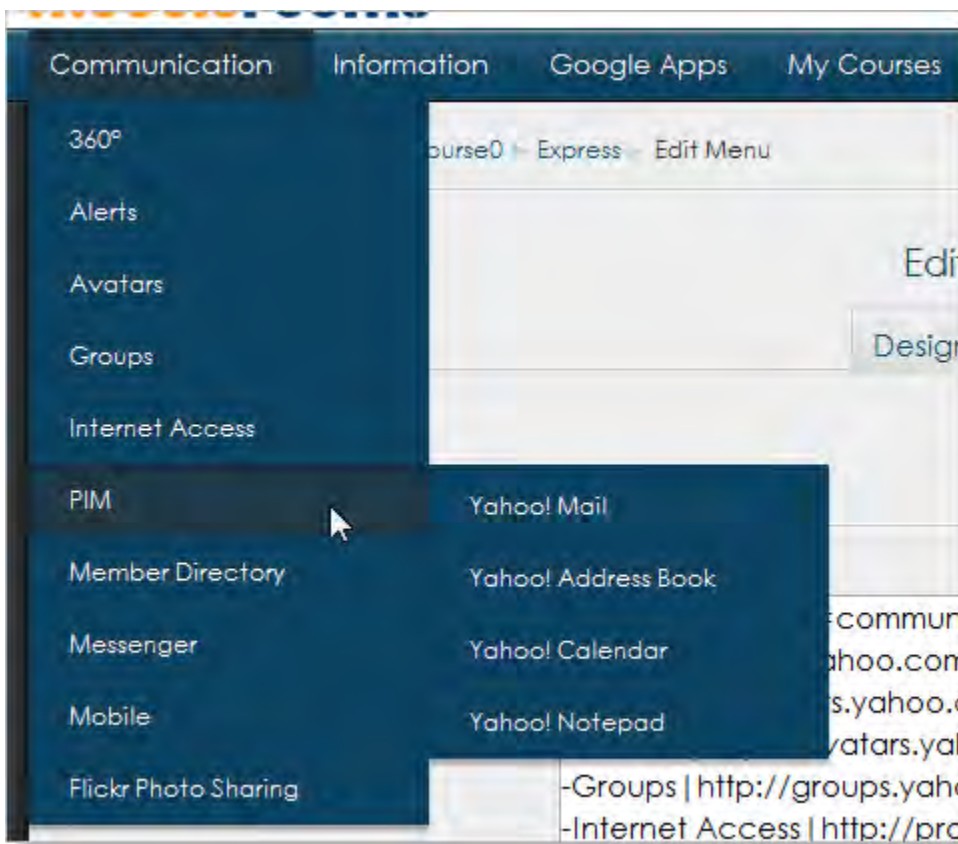 Communication Information Google Apps My Courses
360°
Express Edit Menu
Alerts
Avatars
Groups
Internet Access
PIM
Member Directory
Messenger
Mobile
Flickr Photo Sharing
Yahoo! Mail
Yahoo! Address Book
Yahoo! Calendar
Yahoo! Notepad
-Groups|http://groups.
-Internet Access|http://